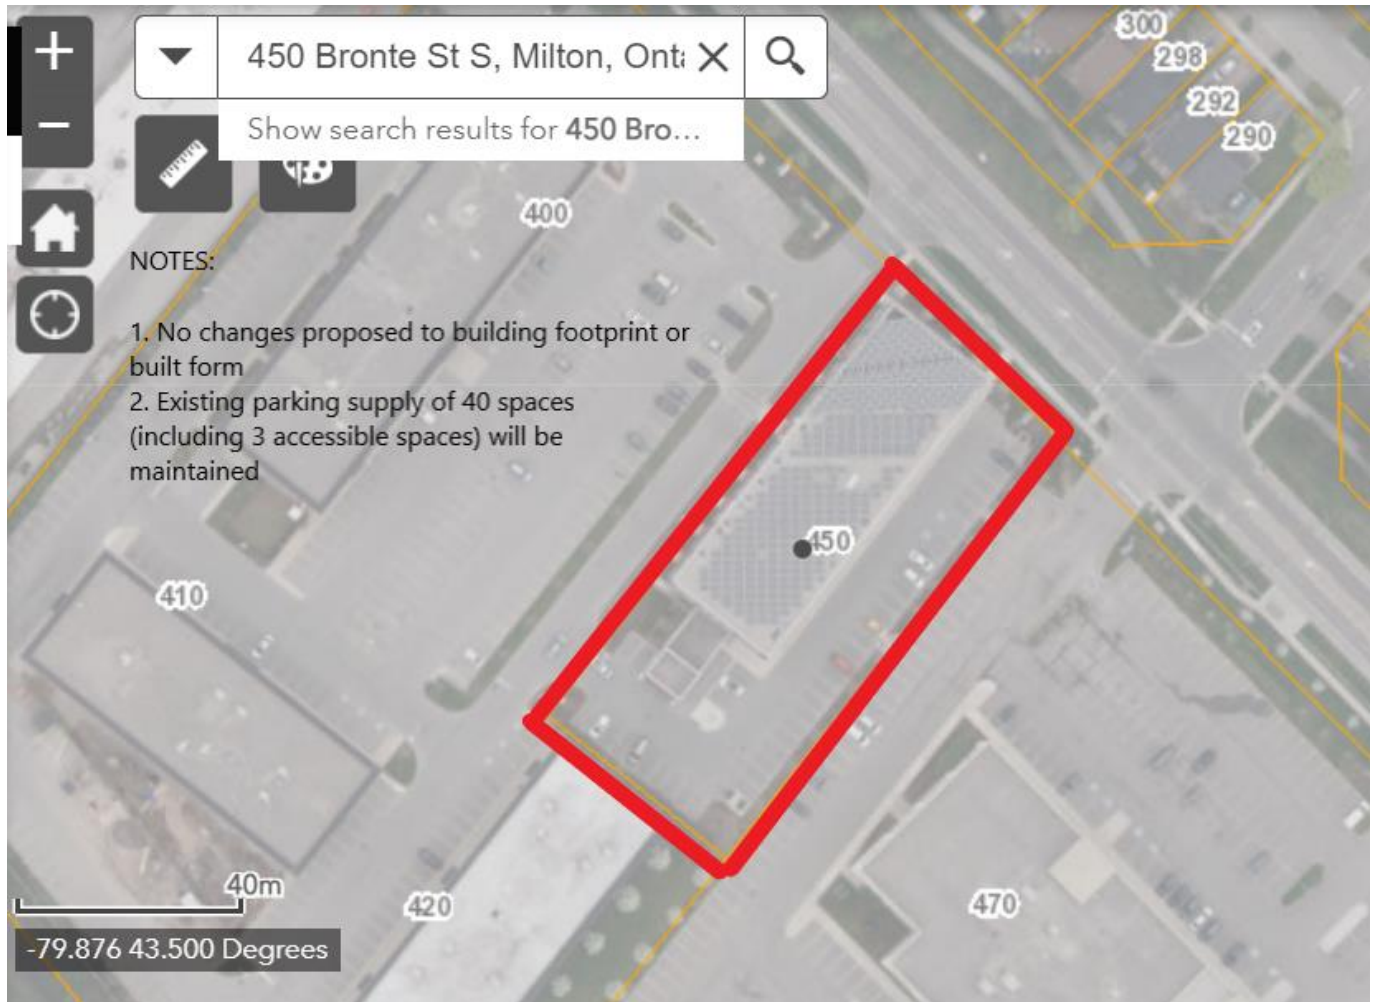 450 Bronte St S, Milton, Ont
Show search results for 450 Bro...
300
298
292
290
400
NOTES:
1. No changes proposed to building footprint or
built form
2. Existing parking supply of 40 spaces
(including 3 accessible spaces) will be
maintained
450
410
40m
420
470
-79.876 43.500 Degrees